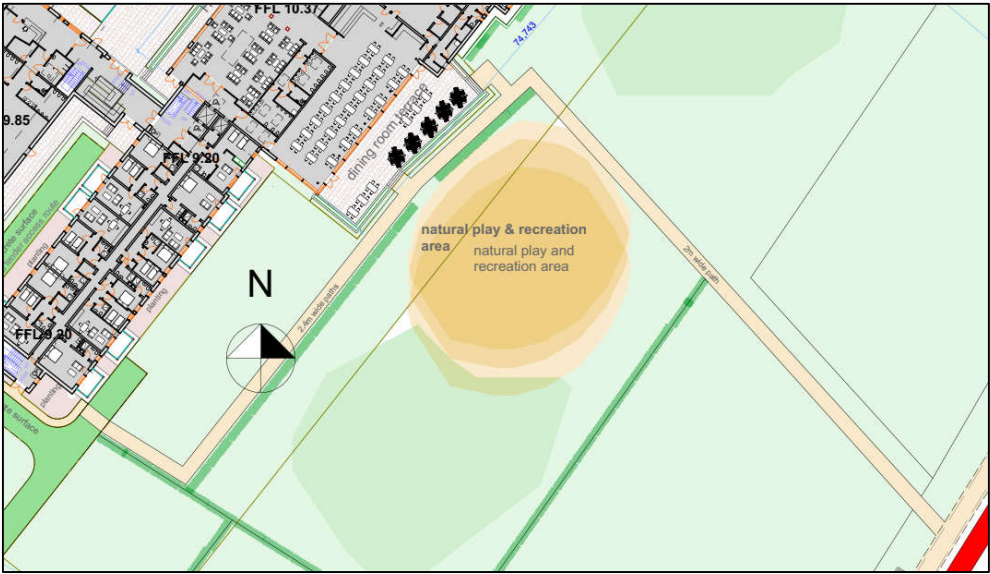 FFL 10.37
74,743
9.85
dining room terrace
FFL 9.20
natural play & recreation
area
natural play and
recreation area
planting
N
2m wide path
2.4m wide paths
planting
FFL 9.20
planting
surface